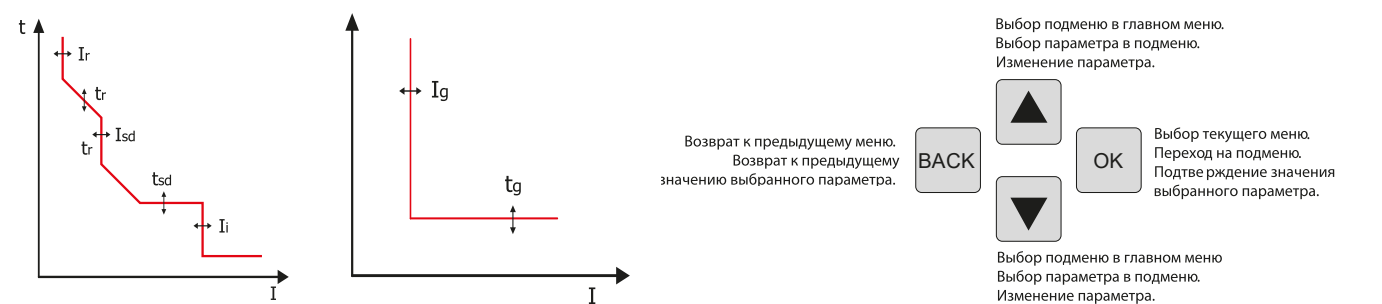 t
Ir
tr
Isd
tr
tsd
Ii
I
Ig
tg
I
Выбор подменю в главном меню.
Выбор параметра в подменю.
Изменение параметра.
Возврат к предыдущему меню.
Возврат к предыдущему
значению выбранного параметра.
BACK
OK
Выбор текущего меню.
Переход на подменю.
Подтве рждение значения
выбранного параметра.
Выбор подменю в главном меню
Выбор параметра в подменю.
Изменение параметра.